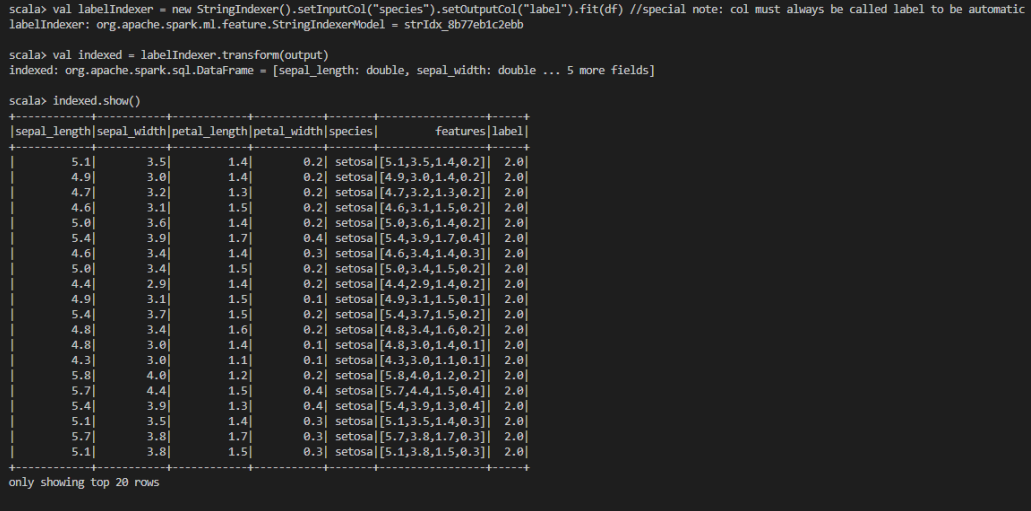 scala> val labelIndexer = new StringIndexer().setInputCol("species").setOutputCol("label").fit(df) //special note: col must always be called label to be automatic
labelIndexer: org.apache.spark.ml.feature.StringIndexerModel = strIdx_8b77eb1c2ebb
scala> val indexed = labelIndexer.transform(output)
indexed: org.apache.spark.sql.DataFrame = [sepal_length: double, sepal_width: double ... 5 more fields]
scala> indexed.show()
+------------+-----------+------------+-----------+-------+-----------------+-----+
|sepal_length|sepal_width|petal_length|petal_width|species|         features|label|
+------------+-----------+------------+-----------+-------+-----------------+-----+
|         5.1|        3.5|         1.4|        0.2| setosa|[5.1,3.5,1.4,0.2]|  2.0|
|         4.9|        3.0|         1.4|        0.2| setosa|[4.9,3.0,1.4,0.2]|  2.0|
|         4.7|        3.2|         1.3|        0.2| setosa|[4.7,3.2,1.3,0.2]|  2.0|
|         4.6|        3.1|         1.5|        0.2| setosa|[4.6,3.1,1.5,0.2]|  2.0|
|         5.0|        3.6|         1.4|        0.2| setosa|[5.0,3.6,1.4,0.2]|  2.0|
|         5.4|        3.9|         1.7|        0.4| setosa|[5.4,3.9,1.7,0.4]|  2.0|
|         4.6|        3.4|         1.4|        0.3| setosa|[4.6,3.4,1.4,0.3]|  2.0|
|         5.0|        3.4|         1.5|        0.2| setosa|[5.0,3.4,1.5,0.2]|  2.0|
|         4.4|        2.9|         1.4|        0.2| setosa|[4.4,2.9,1.4,0.2]|  2.0|
|         4.9|        3.1|         1.5|        0.1| setosa|[4.9,3.1,1.5,0.1]|  2.0|
|         5.4|        3.7|         1.5|        0.2| setosa|[5.4,3.7,1.5,0.2]|  2.0|
|         4.8|        3.4|         1.6|        0.2| setosa|[4.8,3.4,1.6,0.2]|  2.0|
|         4.8|        3.0|         1.4|        0.1| setosa|[4.8,3.0,1.4,0.1]|  2.0|
|         4.3|        3.0|         1.1|        0.1| setosa|[4.3,3.0,1.1,0.1]|  2.0|
|         5.8|        4.0|         1.2|        0.2| setosa|[5.8,4.0,1.2,0.2]|  2.0|
|         5.7|        4.4|         1.5|        0.4| setosa|[5.7,4.4,1.5,0.4]|  2.0|
|         5.4|        3.9|         1.3|        0.4| setosa|[5.4,3.9,1.3,0.4]|  2.0|
|         5.1|        3.5|         1.4|        0.3| setosa|[5.1,3.5,1.4,0.3]|  2.0|
|         5.7|        3.8|         1.7|        0.3| setosa|[5.7,3.8,1.7,0.3]|  2.0|
|         5.1|        3.8|         1.5|        0.3| setosa|[5.1,3.8,1.5,0.3]|  2.0|
+------------+-----------+------------+-----------+-------+-----------------+-----+
only showing top 20 rows